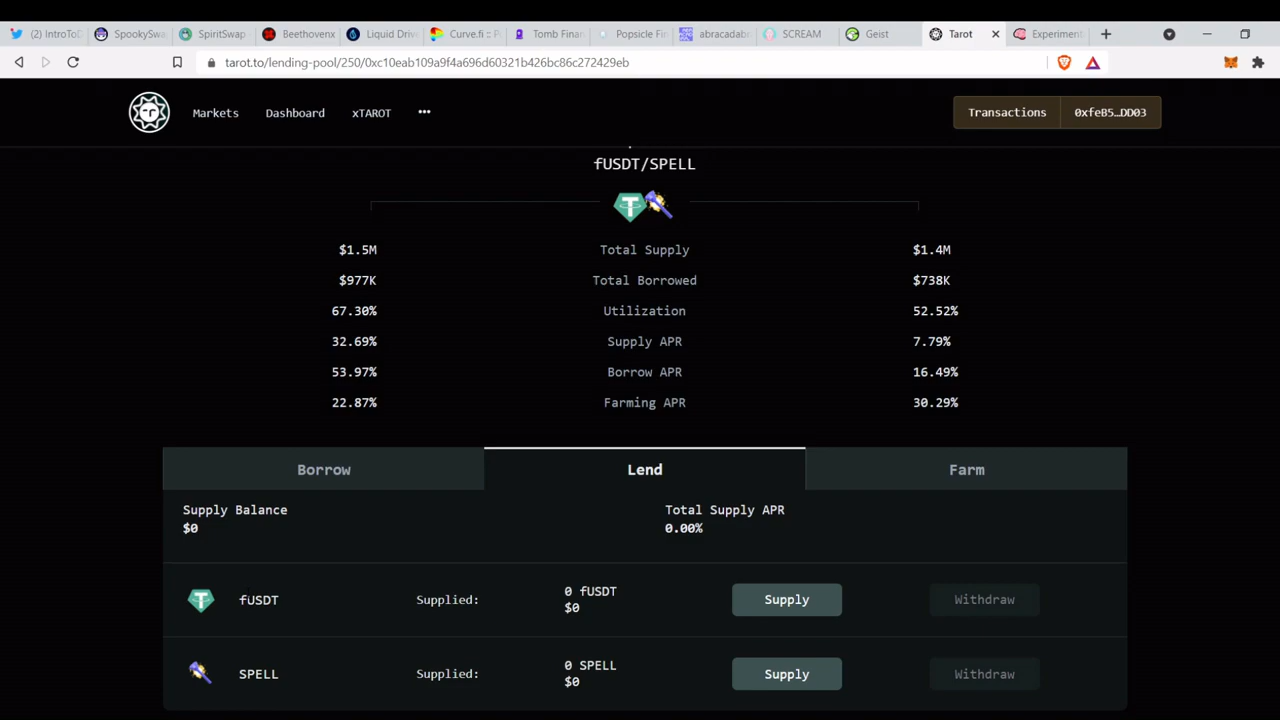 (2) IntroToD
SpookySwa
SpiritSwap
Beethovenx
Liquid Drive
Curve.fi ::
Tomb Finan
Popsicle Fin
abracadabr
SCREAM
Geist
Tarot
Experiment
tarot.to/lending-pool/250/0xc10eab109a9f4a696d60321b426bc86c272429eb
Markets Dashboard xTAROT
Transactions 0xfeB5…DD03
fUSDT/SPELL
$1.5M Total Supply $1.4M
$977K Total Borrowed $738K
67.30% Utilization 52.52%
32.69% Supply APR 7.79%
53.97% Borrow APR 16.49%
22.87% Farming APR 30.29%
Borrow Lend Farm
Supply Balance Total Supply APR
$0 0.00%
fUSDT Supplied: 0 fUSDT Supply Withdraw
$0
SPELL Supplied: 0 SPELL Supply Withdraw
$0